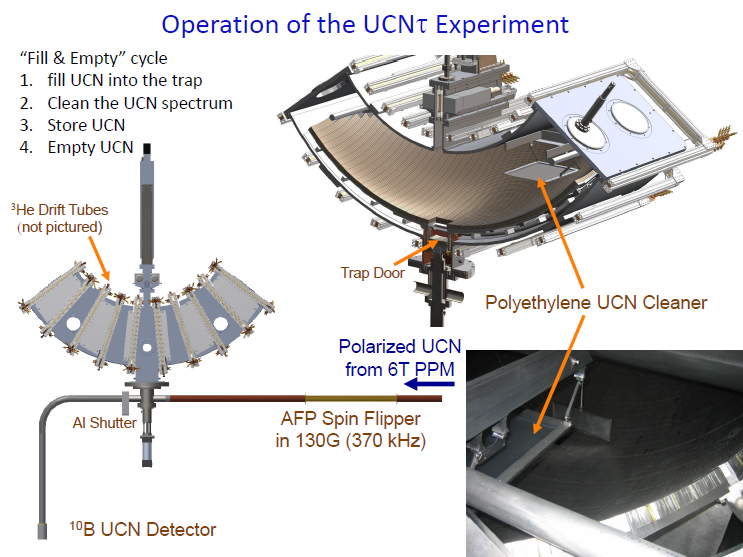 Operation of the UCNτ Experiment
“Fill & Empty” cycle
1. fill UCN into the trap
2. Clean the UCN spectrum
3. Store UCN
4. Empty UCN
³He Drift Tubes
(not pictured)
Trap Door
Polyethylene UCN Cleaner
Polarized UCN
from 6T PPM
Al Shutter
AFP Spin Flipper
in 130G (370 kHz)
¹⁰B UCN Detector